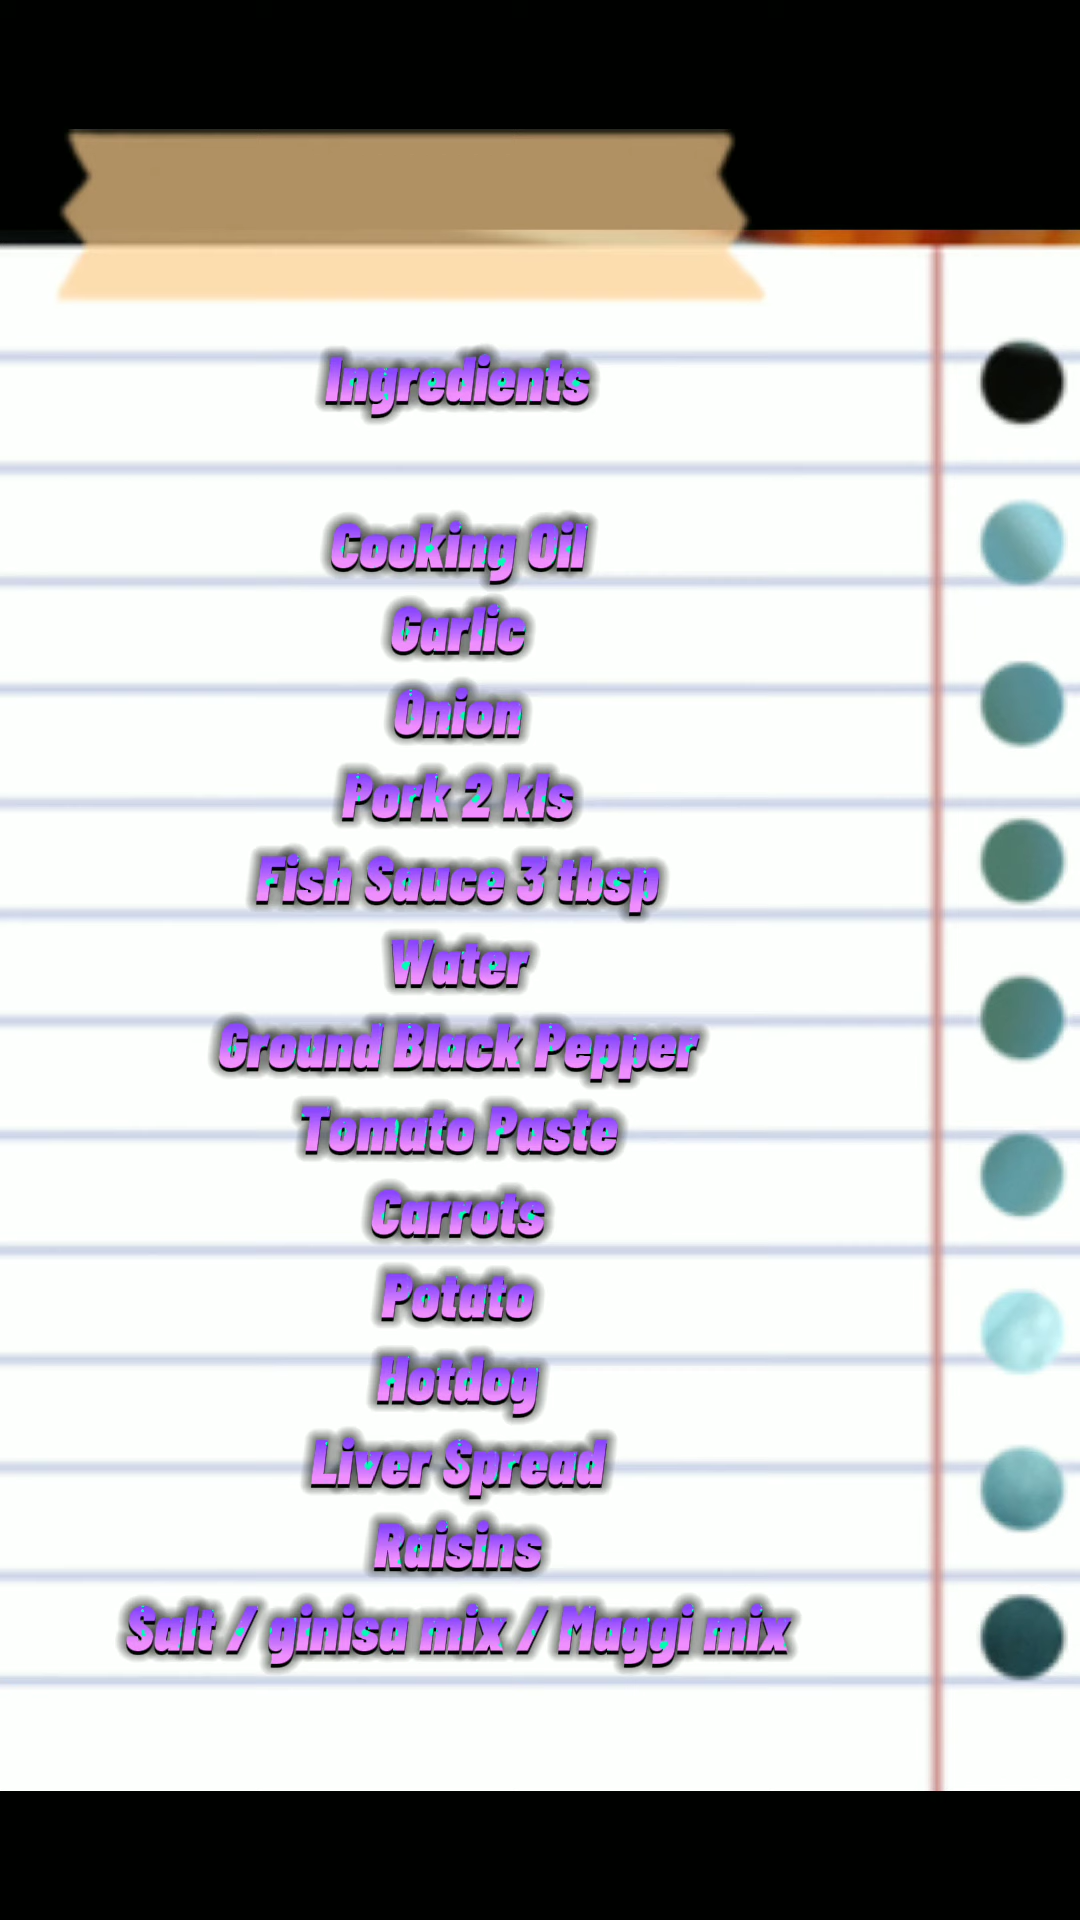 Ingredients
Cooking Oil
Garlic
Onion
Pork 2 kls
Fish Sauce 3 tbsp
Water
Ground Black Pepper
Tomato Paste
Carrots
Potato
Hotdog
Liver Spread
Raisins
Salt / ginisa mix / Maggi mix